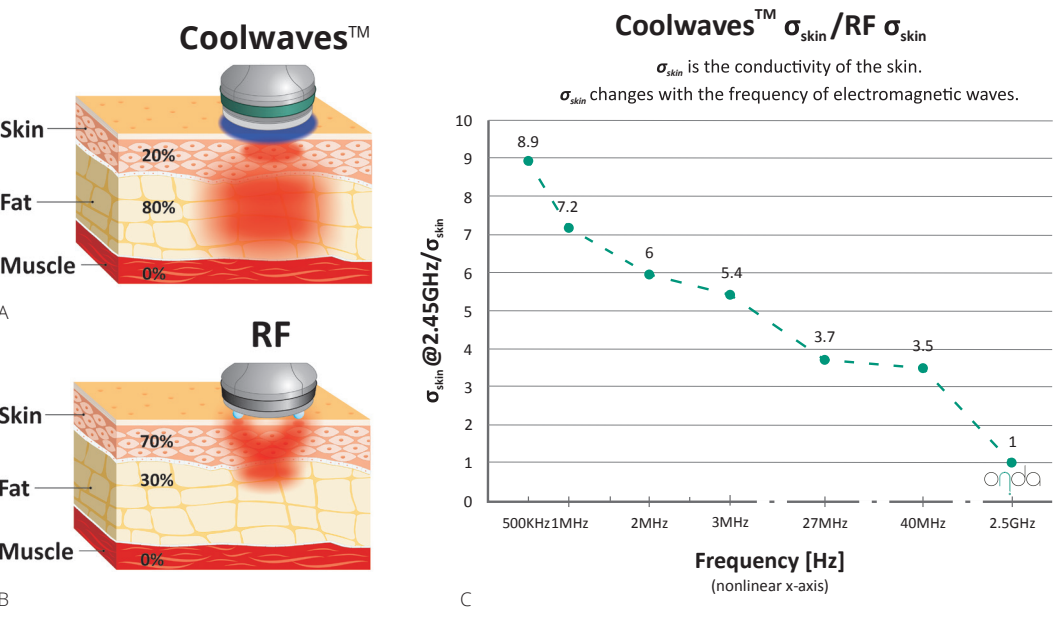 Coolwaves™
Skin
20%
Fat
80%
Muscle
0%
A
RF
Skin
70%
30%
Fat
Muscle
0%
B
Coolwaves™ σskin/RF σskin
σskin is the conductivity of the skin.
σskin changes with the frequency of electromagnetic waves.
σskin@2.45GHz/σskin
10
9
8
7
6
5
4
3
2
1
0
8.9
7.2
6
5.4
3.7
3.5
1
onda
500KHz 1MHz 2MHz 3MHz 27MHz 40MHz 2.5GHz
Frequency [Hz]
(nonlinear x-axis)
C